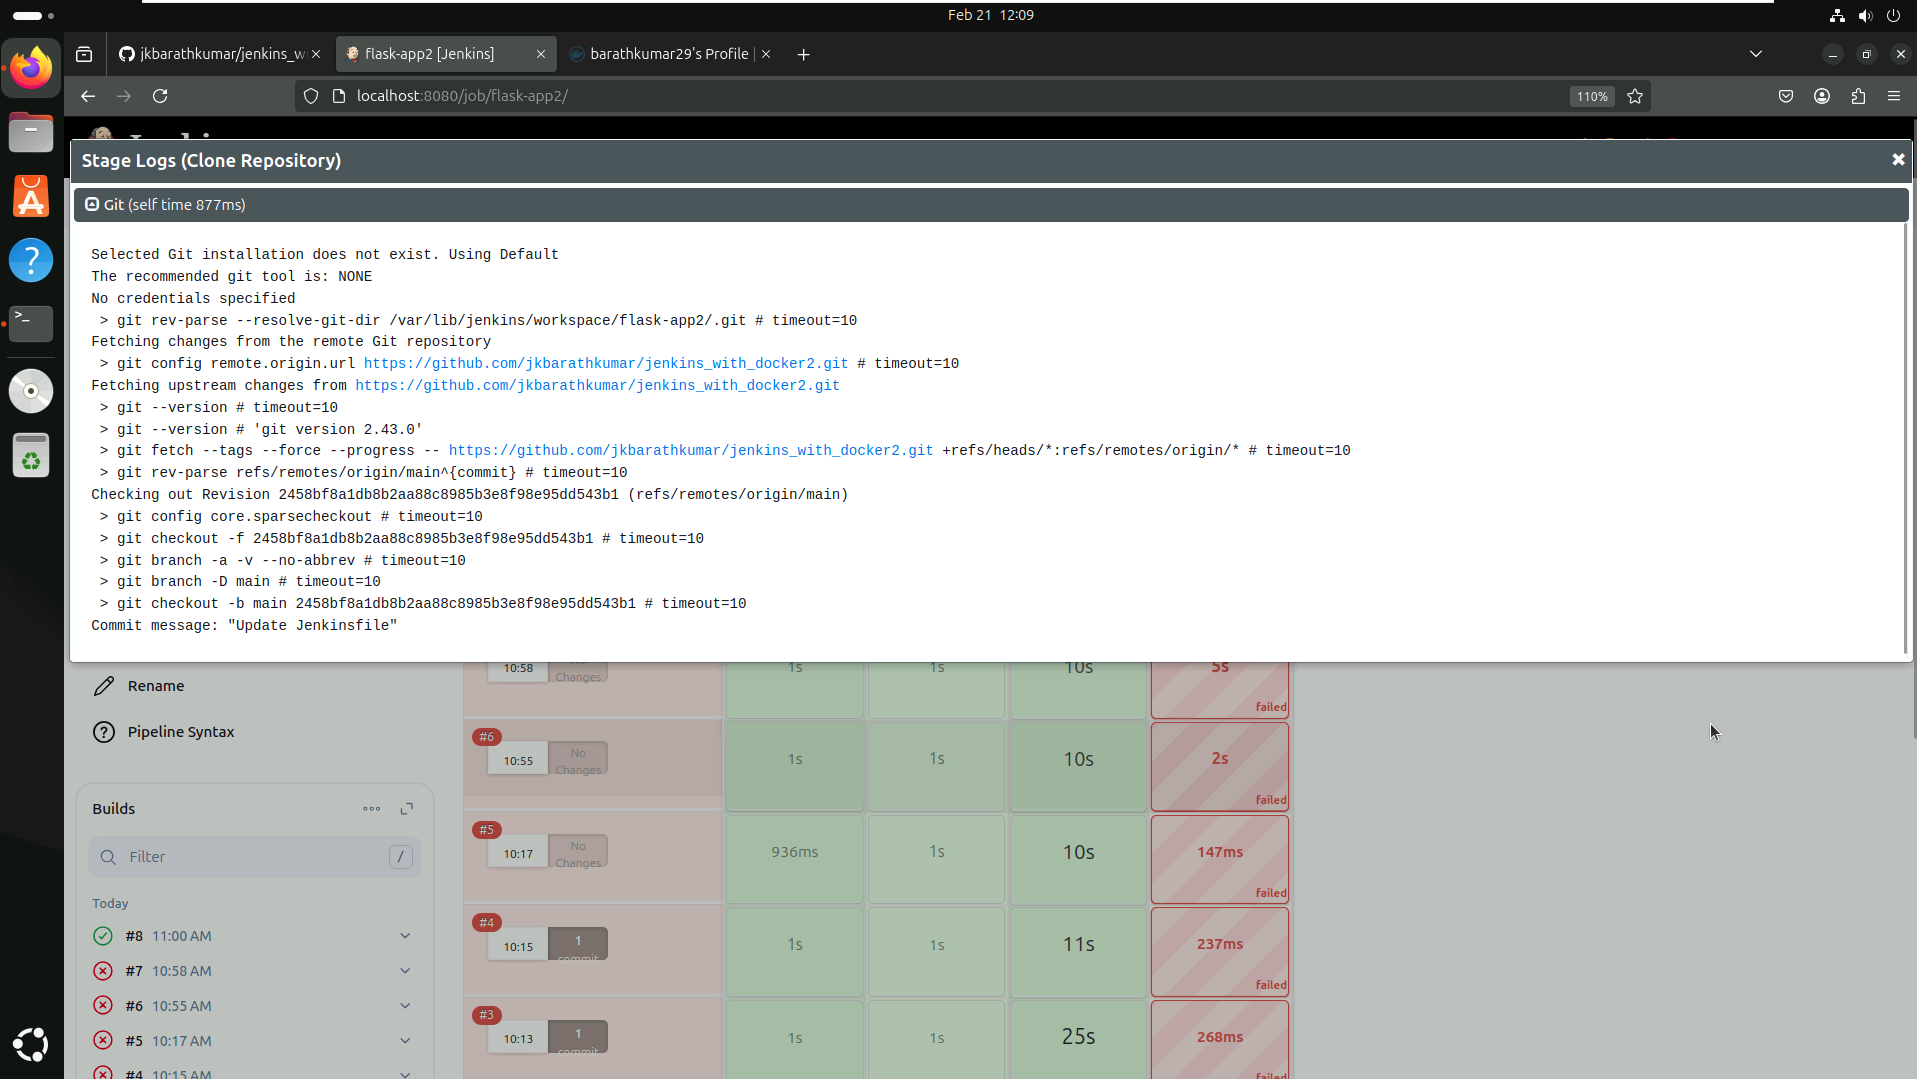 Feb 21 12:09
jkbarathkumar/jenkins_w
flask-app2 [Jenkins]
barathkumar29's Profile |
localhost:8080/job/flask-app2/
110%
Stage Logs (Clone Repository)
Git (self time 877ms)
Selected Git installation does not exist. Using Default
The recommended git tool is: NONE
No credentials specified
> git rev-parse --resolve-git-dir /var/lib/jenkins/workspace/flask-app2/.git # timeout=10
Fetching changes from the remote Git repository
> git config remote.origin.url https://github.com/jkbarathkumar/jenkins_with_docker2.git # timeout=10
Fetching upstream changes from https://github.com/jkbarathkumar/jenkins_with_docker2.git
> git --version # timeout=10
> git --version # 'git version 2.43.0'
> git fetch --tags --force --progress -- https://github.com/jkbarathkumar/jenkins_with_docker2.git +refs/heads/*:refs/remotes/origin/* # timeout=10
> git rev-parse refs/remotes/origin/main^{commit} # timeout=10
Checking out Revision 2458bf8a1db8b2aa88c8985b3e8f98e95dd543b1 (refs/remotes/origin/main)
> git config core.sparsecheckout # timeout=10
> git checkout -f 2458bf8a1db8b2aa88c8985b3e8f98e95dd543b1 # timeout=10
> git branch -a -v --no-abbrev # timeout=10
> git branch -D main # timeout=10
> git checkout -b main 2458bf8a1db8b2aa88c8985b3e8f98e95dd543b1 # timeout=10
Commit message: "Update Jenkinsfile"
Rename
Pipeline Syntax
Builds
Filter /
Today
#8 11:00 AM
#7 10:58 AM
#6 10:55 AM
#5 10:17 AM
#4 10:15 AM
10:58
Changes
1s 1s 10s 5s
failed
#6
10:55
No
Changes
1s 1s 10s 2s
failed
#5
10:17
No
Changes
936ms 1s 10s 147ms
failed
#4
10:15
1
commit
1s 1s 11s 237ms
failed
#3
10:13
1
commit
1s 1s 25s 268ms
failed